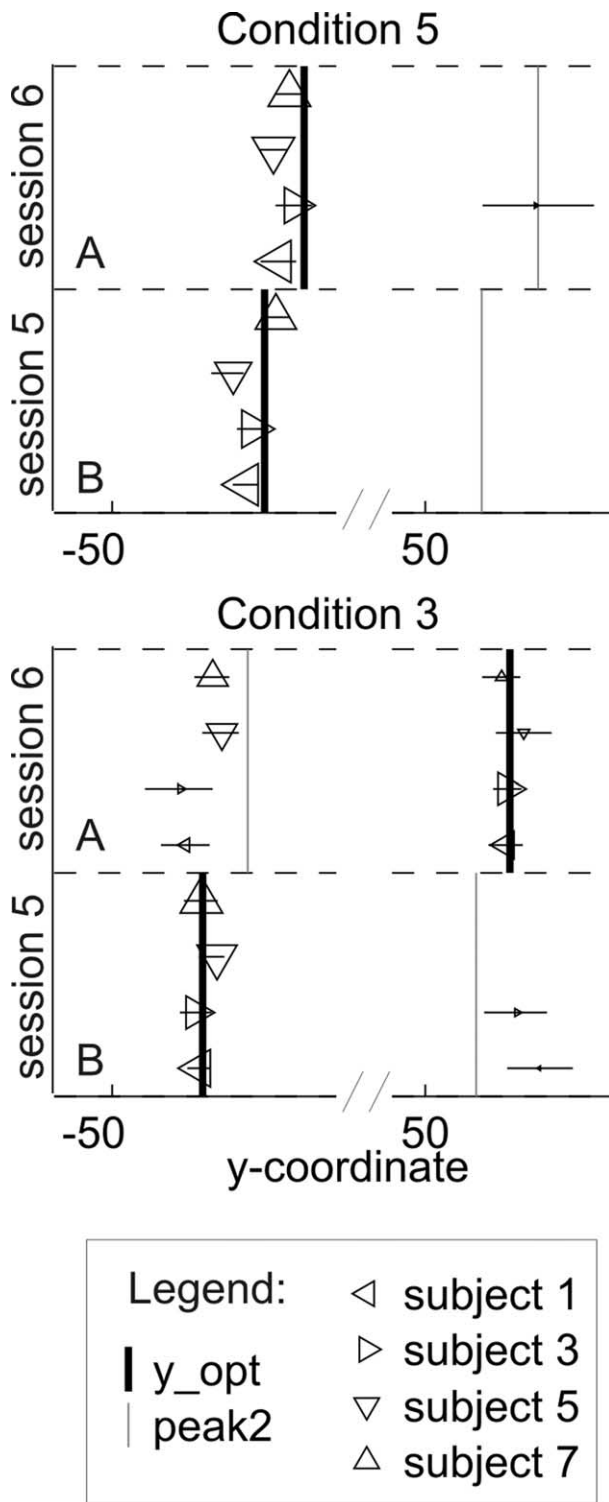 Condition 5
session 6
A
session 5
B
-50 50
Condition 3
session 6
A
session 5
B
-50 50
y-coordinate
Legend:
y_opt
peak2
subject 1
subject 3
subject 5
subject 7